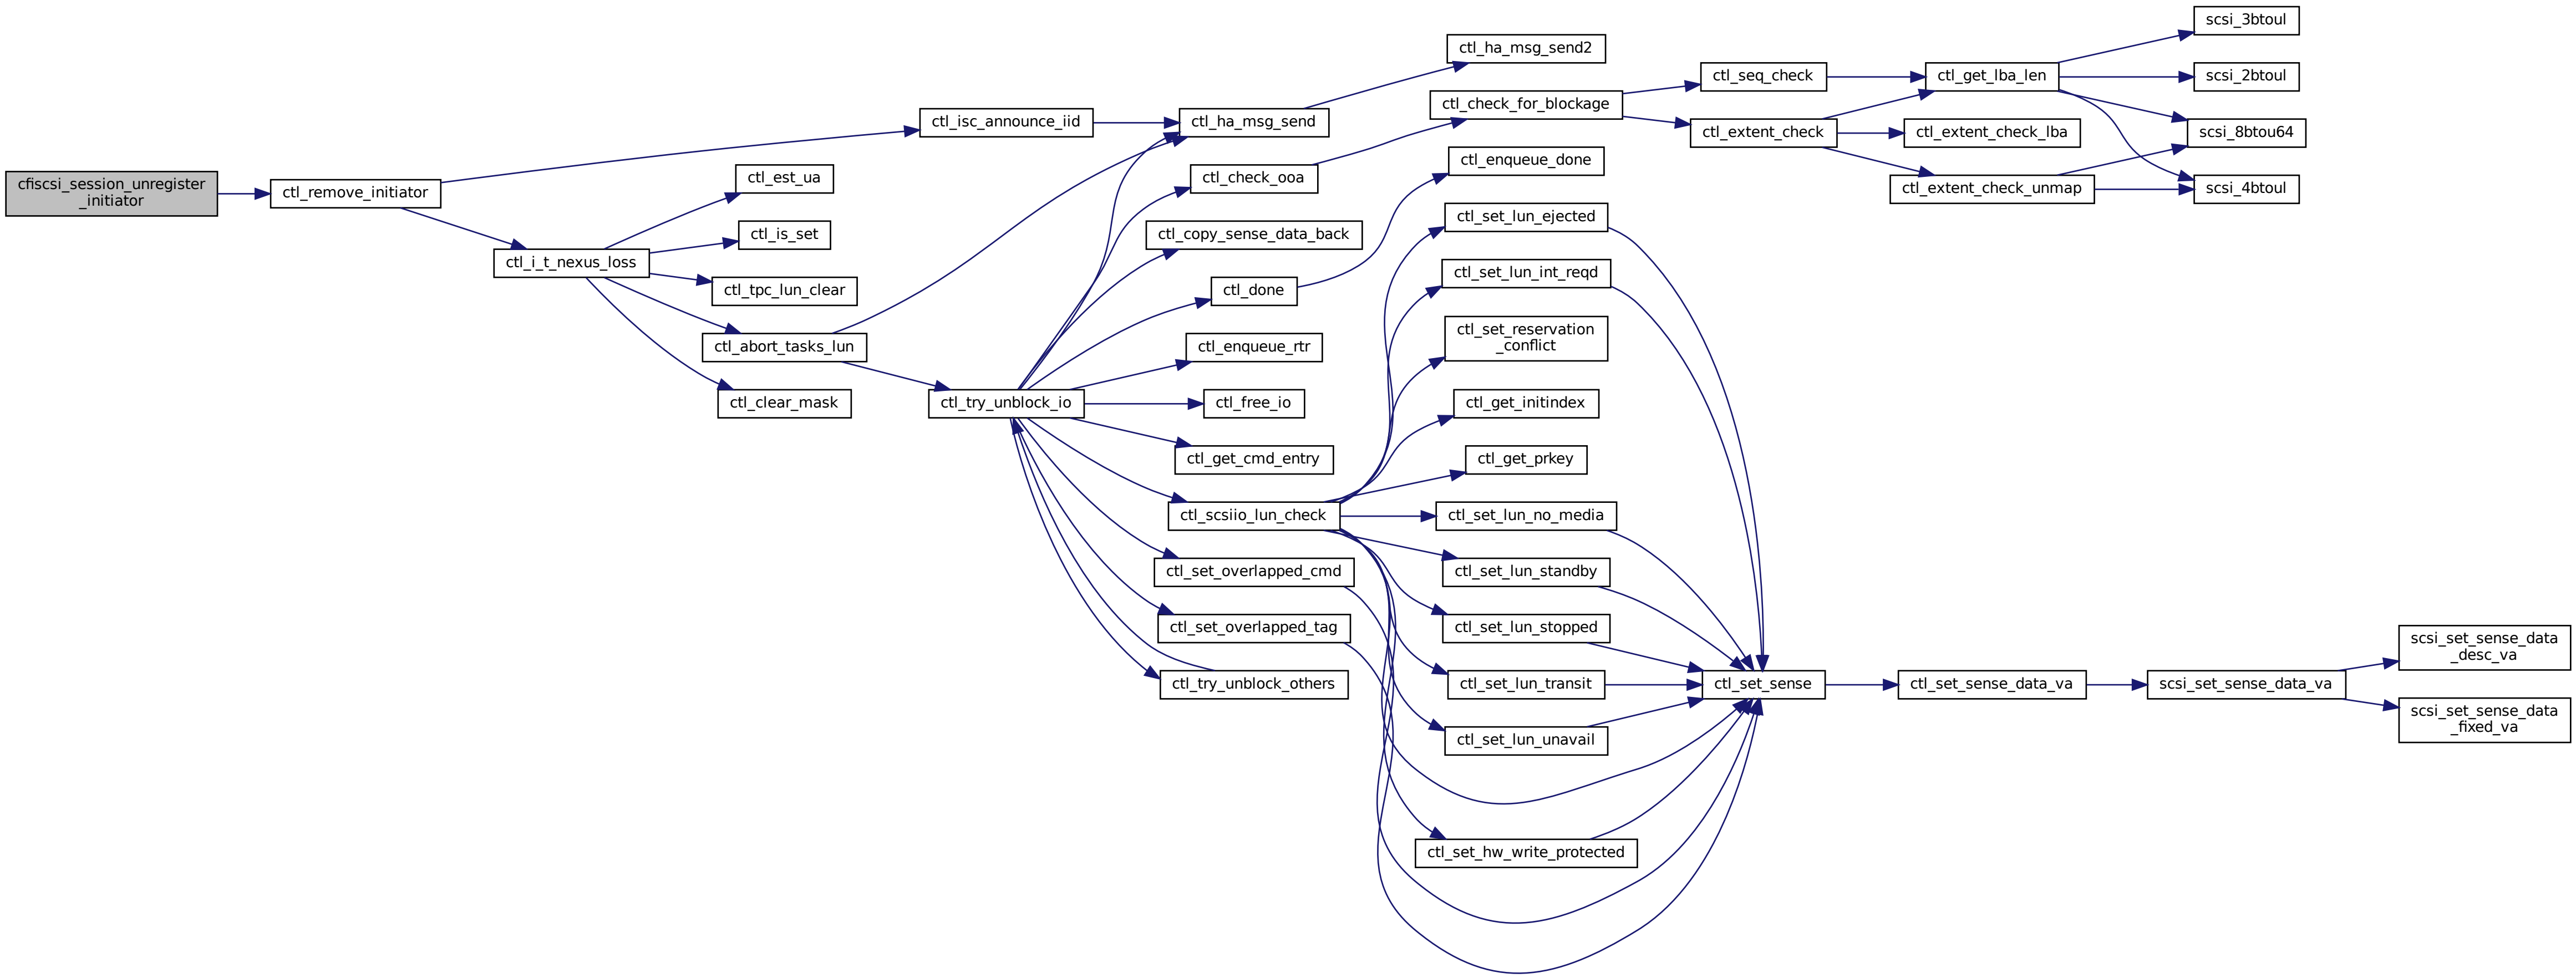 cfiscsi_session_unregister
_initiator
ctl_remove_initiator
ctl_isc_announce_iid
ctl_i_t_nexus_loss
ctl_est_ua
ctl_is_set
ctl_tpc_lun_clear
ctl_abort_tasks_lun
ctl_clear_mask
ctl_try_unblock_io
ctl_ha_msg_send
ctl_check_ooa
ctl_copy_sense_data_back
ctl_done
ctl_enqueue_rtr
ctl_free_io
ctl_get_cmd_entry
ctl_scsiio_lun_check
ctl_set_overlapped_cmd
ctl_set_overlapped_tag
ctl_try_unblock_others
ctl_ha_msg_send2
ctl_check_for_blockage
ctl_enqueue_done
ctl_set_lun_ejected
ctl_set_lun_int_reqd
ctl_set_reservation
_conflict
ctl_get_initindex
ctl_get_prkey
ctl_set_lun_no_media
ctl_set_lun_standby
ctl_set_lun_stopped
ctl_set_lun_transit
ctl_set_lun_unavail
ctl_set_hw_write_protected
ctl_seq_check
ctl_extent_check
ctl_set_sense
ctl_get_lba_len
ctl_extent_check_lba
ctl_extent_check_unmap
ctl_set_sense_data_va
scsi_3btoul
scsi_2btoul
scsi_8btou64
scsi_4btoul
scsi_set_sense_data_va
scsi_set_sense_data
_desc_va
scsi_set_sense_data
_fixed_va